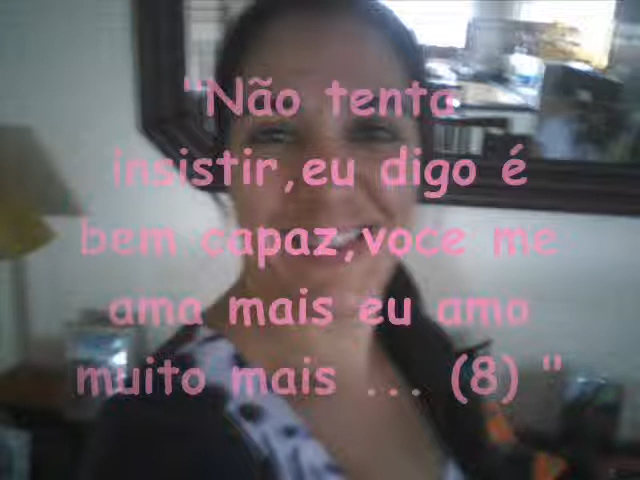 "Não tenta
insistir,eu digo é
bem capaz,voce me
ama mais eu amo
muito mais ... (8) "